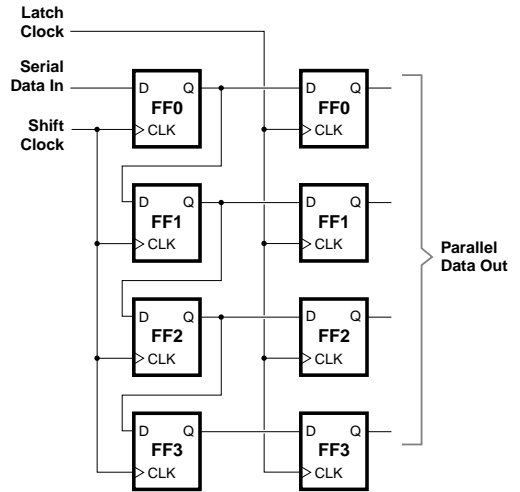 Latch
Clock
Serial
Data In
Shift
Clock
D Q
FF0
CLK
D Q
FF0
CLK
D Q
FF1
CLK
D Q
FF1
CLK
Parallel
Data Out
D Q
FF2
CLK
D Q
FF2
CLK
D Q
FF3
CLK
D Q
FF3
CLK